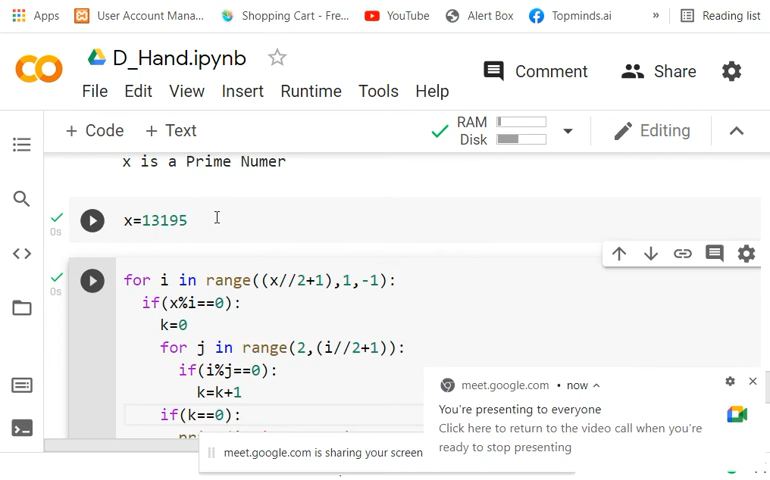 Apps User Account Mana... Shopping Cart - Fre... YouTube Alert Box Topminds.ai » Reading list
CO D_Hand.ipynb
Comment Share
File Edit View Insert Runtime Tools Help
+ Code + Text RAM Disk Editing
x is a Prime Numer
0s x=13195
0s for i in range((x//2+1),1,-1):
if(x%i==0):
k=0
for j in range(2,(i//2+1)):
if(i%j==0):
k=k+1
if(k==0):
meet.google.com • now
You're presenting to everyone
Click here to return to the video call when you're
ready to stop presenting
meet.google.com is sharing your screen